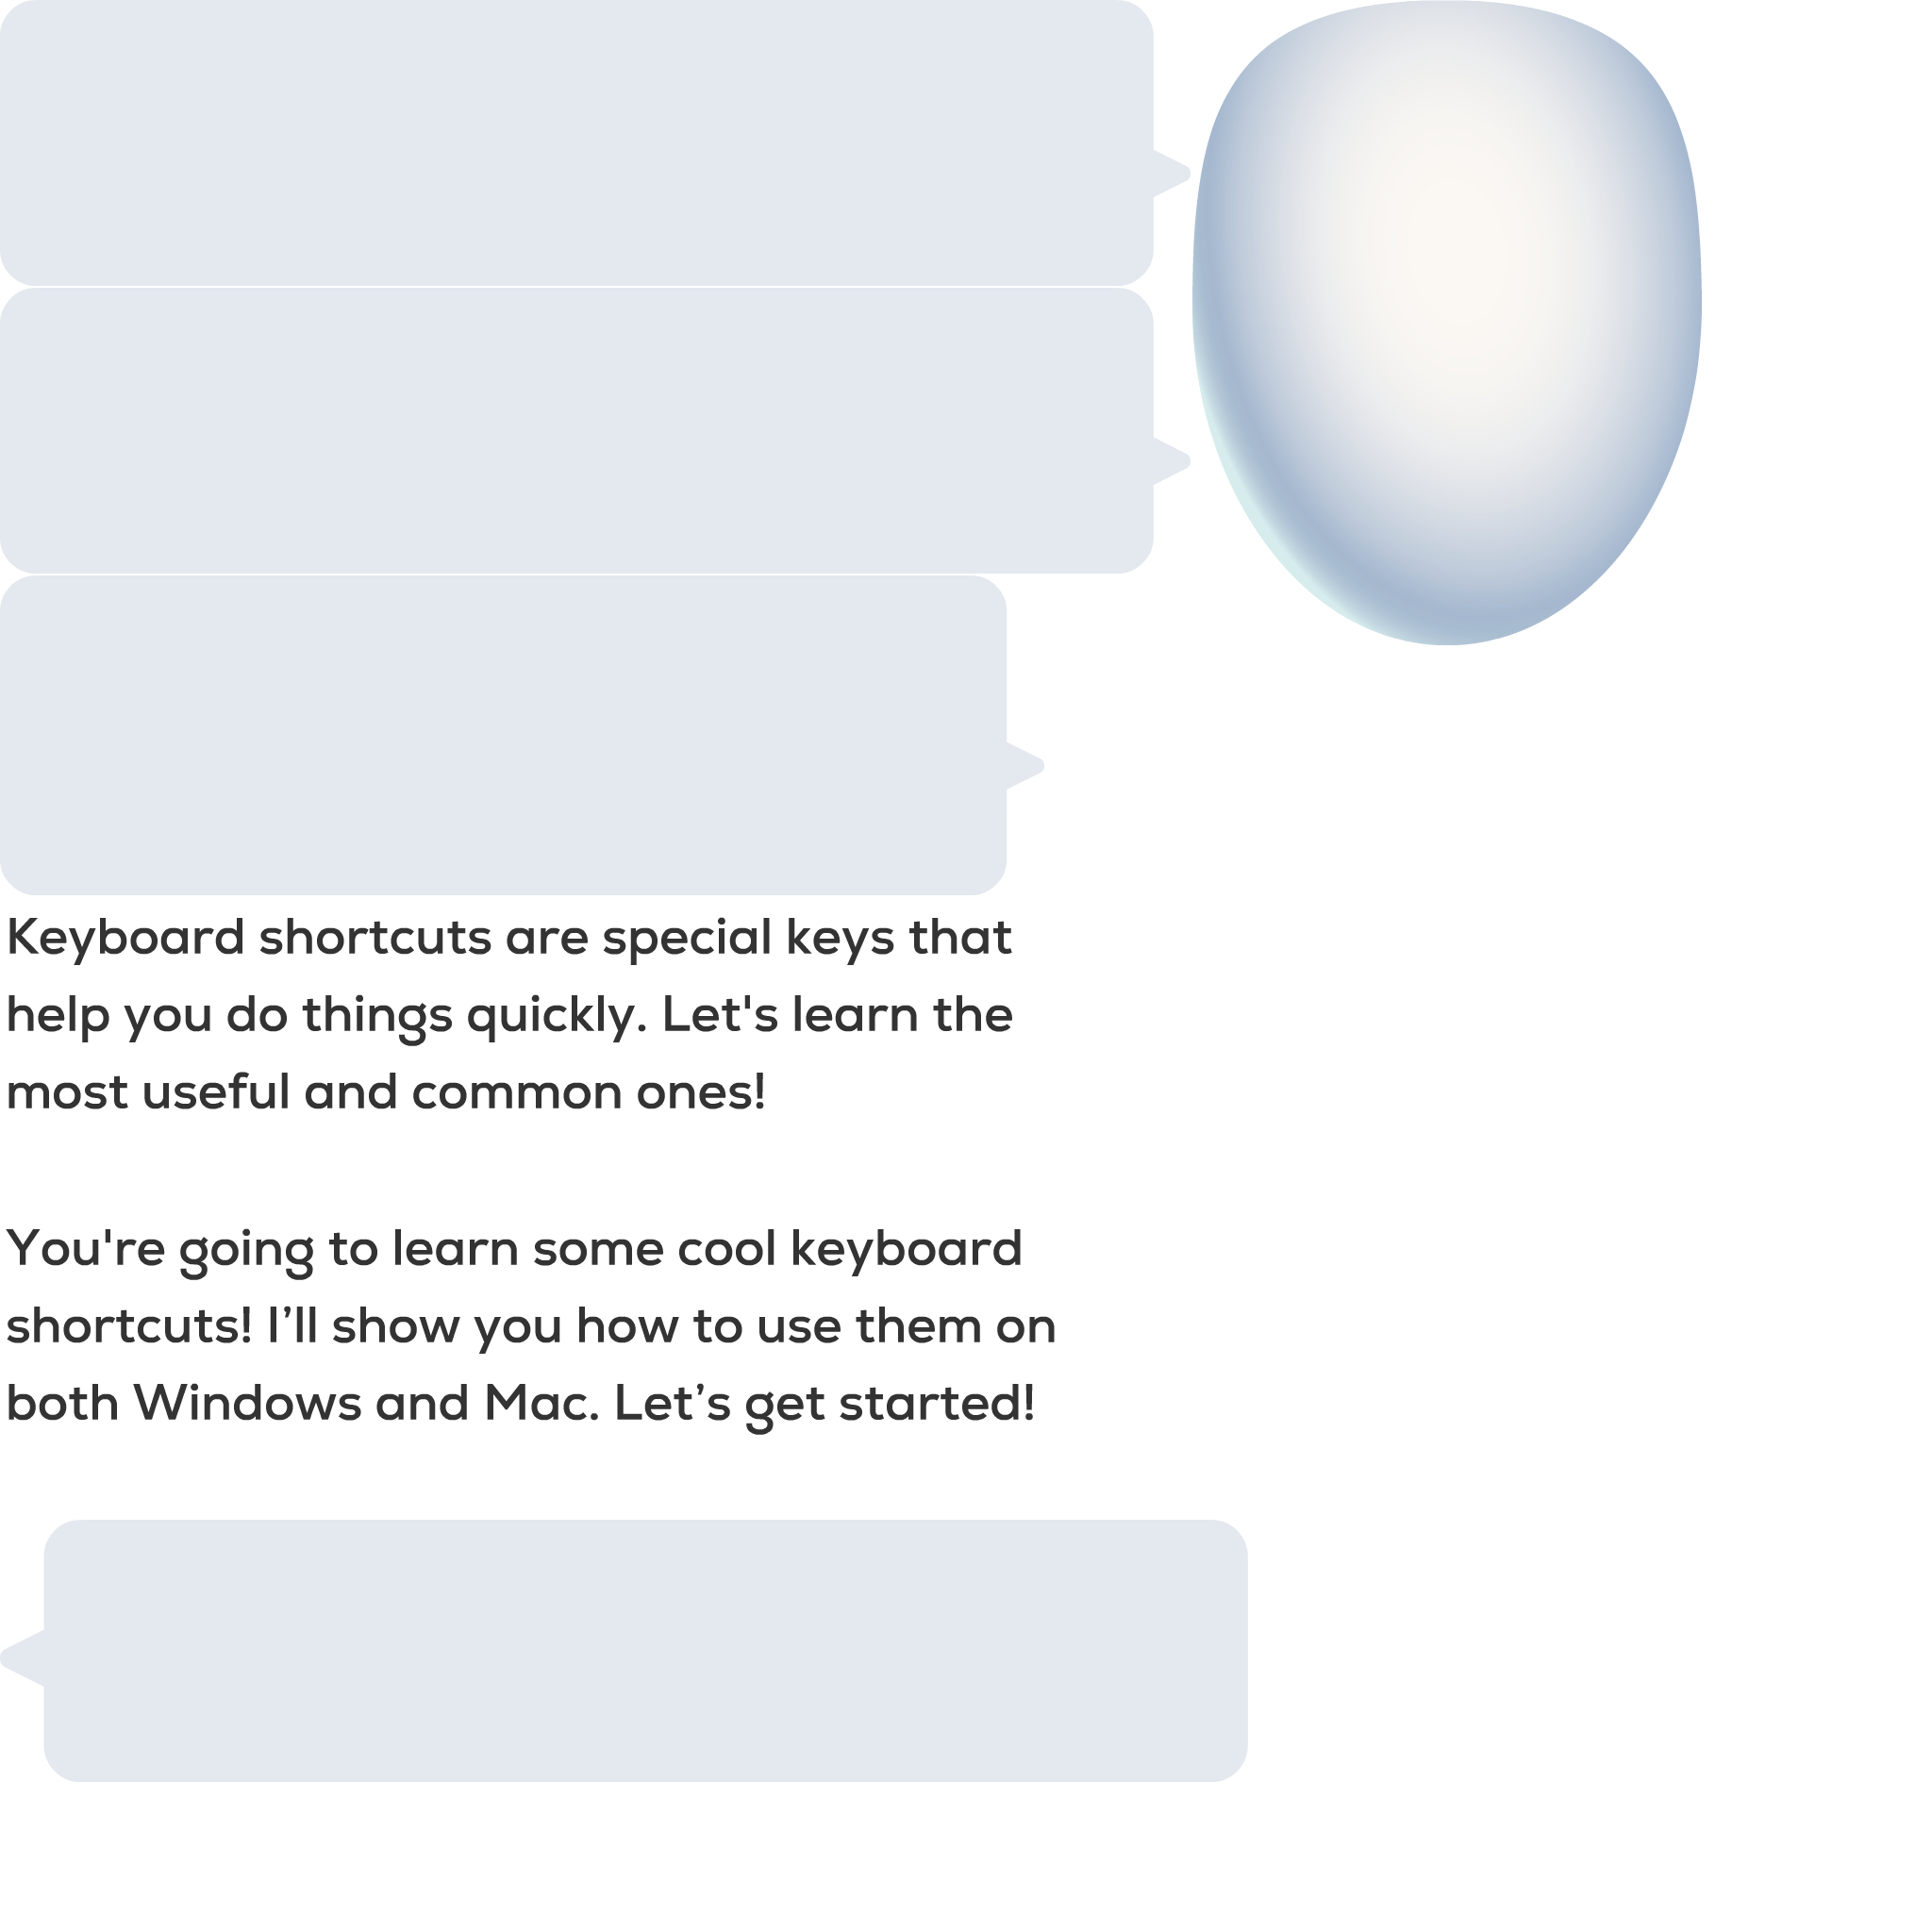 Keyboard shortcuts are special keys that
help you do things quickly. Let's learn the
most useful and common ones!
You're going to learn some cool keyboard
shortcuts! I’ll show you how to use them on
both Windows and Mac. Let’s get started!